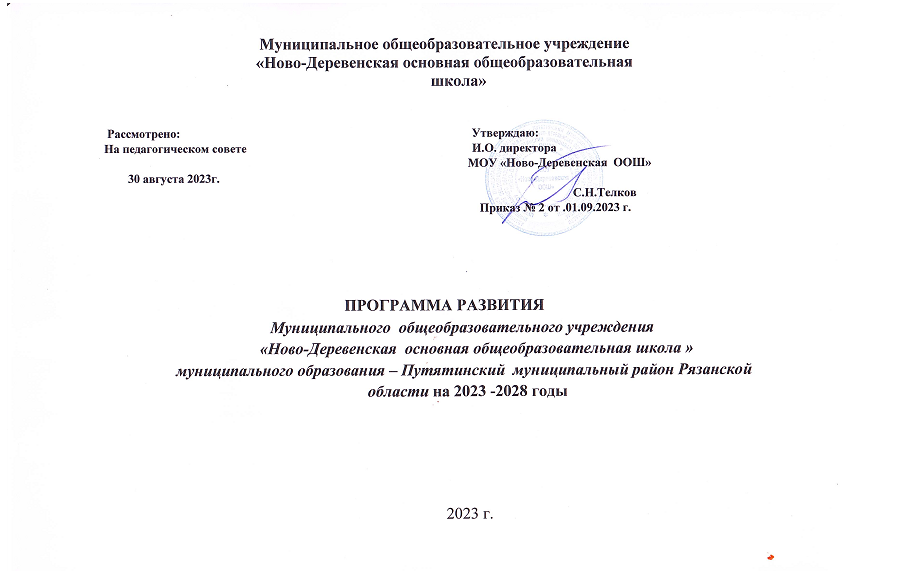 Муниципальное общеобразовательное учреждение
«Ново-Деревенская основная общеобразовательная
школа»
Рассмотрено:
На педагогическом совете
30 августа 2023г.
Утверждаю:
И.О. директора
МОУ «Ново-Деревенская ООШ»
С.Н.Телков
Приказ № 2 от .01.09.2023 г.
ПРОГРАММА РАЗВИТИЯ
Муниципального общеобразовательного учреждения
«Ново-Деревенская основная общеобразовательная школа »
муниципального образования – Путятинский муниципальный район Рязанской
области на 2023 -2028 годы
2023 г.